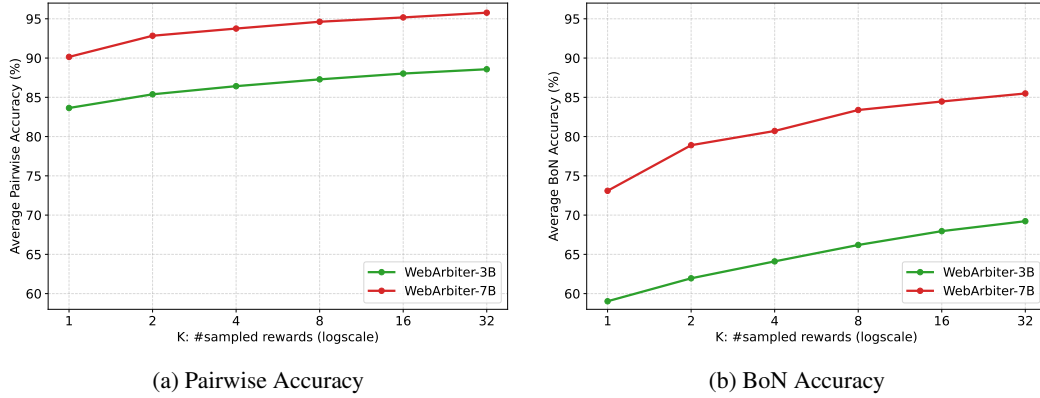 Average Pairwise Accuracy (%)
95
90
85
80
75
70
65
60
1 2 4 8 16 32
K: #sampled rewards (logscale)
WebArbiter-3B
WebArbiter-7B
(a) Pairwise Accuracy
Average BoN Accuracy (%)
95
90
85
80
75
70
65
60
1 2 4 8 16 32
K: #sampled rewards (logscale)
WebArbiter-3B
WebArbiter-7B
(b) BoN Accuracy